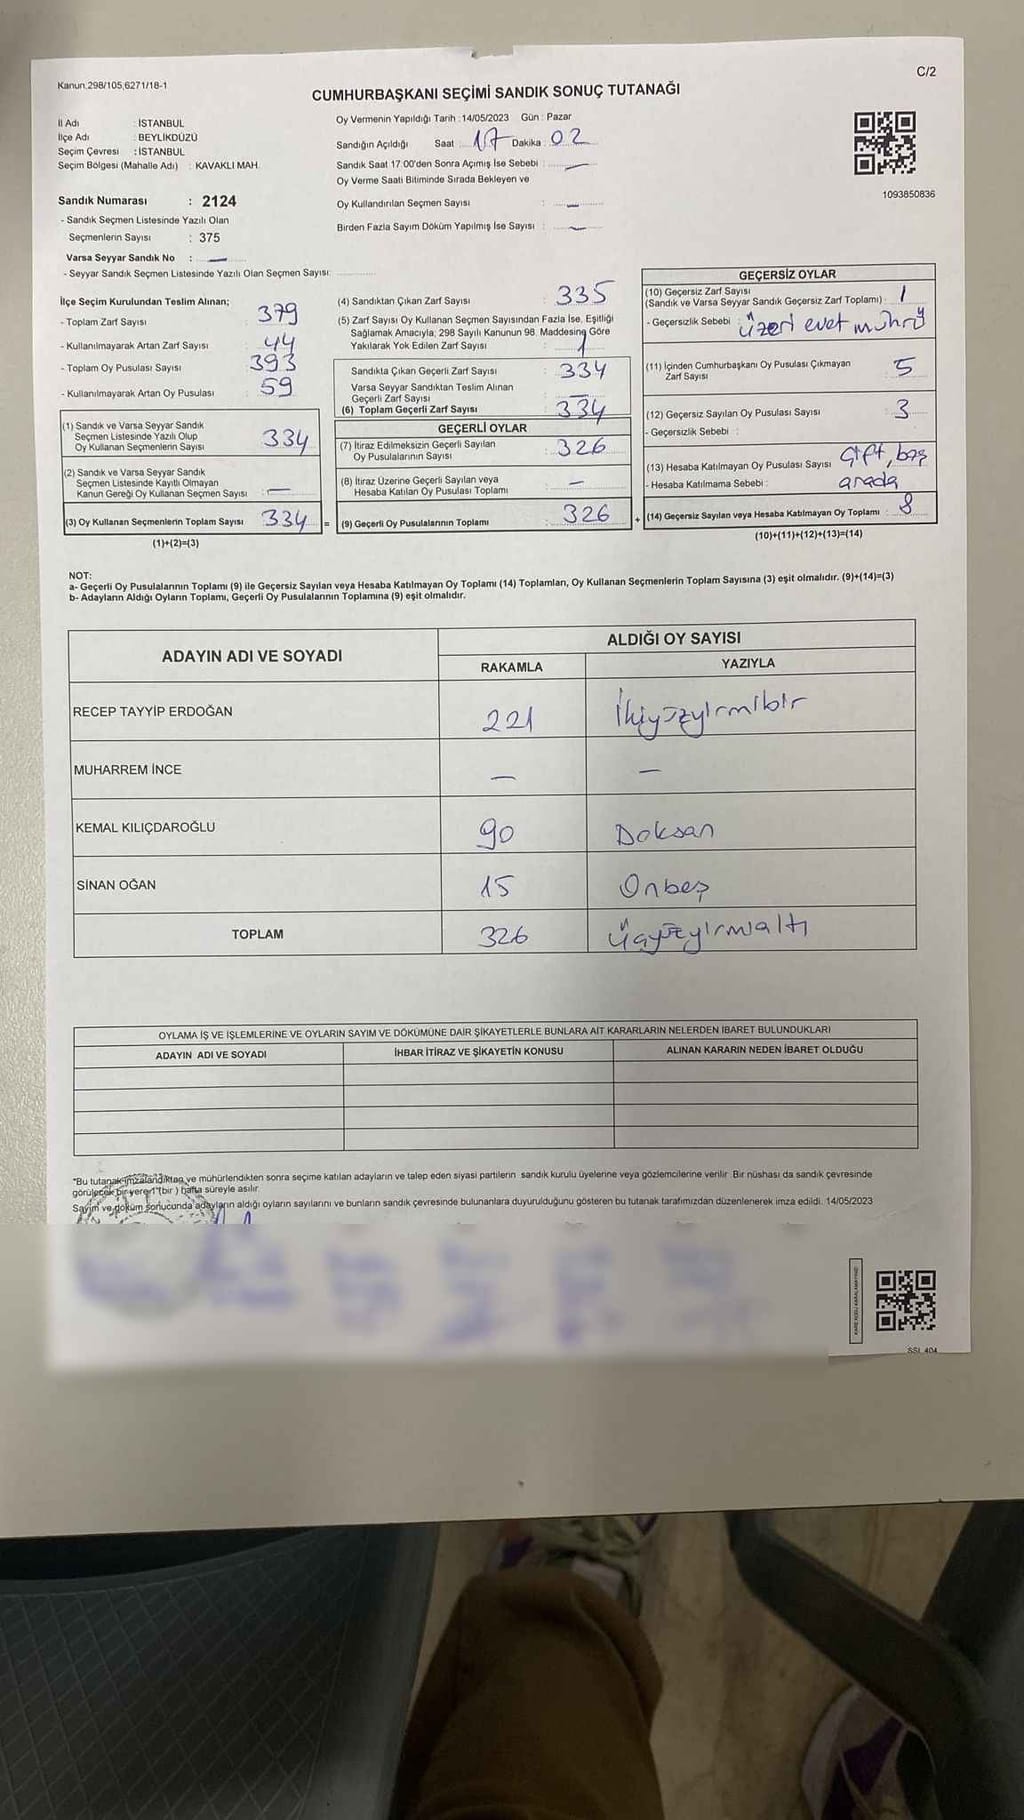 Kanun,298/105,6271/18-1
C/2
CUMHURBAŞKANI SEÇİMİ SANDIK SONUÇ TUTANAĞI
İl Adı : İSTANBUL
İlçe Adı : BEYLİKDÜZÜ
Seçim Çevresi : İSTANBUL
Seçim Bölgesi (Mahalle Adı) : KAVAKLI MAH.
Sandık Numarası : 2124
- Sandık Seçmen Listesinde Yazılı Olan
Seçmenlerin Sayısı : 375
Varsa Seyyar Sandık No : —
- Seyyar Sandık Seçmen Listesinde Yazılı Olan Seçmen Sayısı:
Oy Vermenin Yapıldığı Tarih : 14/05/2023 Gün : Pazar
Sandığın Açıldığı Saat 17 Dakika 02
Sandık Saat 17:00'den Sonra Açımış İse Sebebi : —
Oy Verme Saati Bitiminde Sırada Bekleyen ve
Oy Kullandırılan Seçmen Sayısı : —
Birden Fazla Sayım Döküm Yapılmış İse Sayısı : —
1093850836
İlçe Seçim Kurulundan Teslim Alınan;
- Toplam Zarf Sayısı : 379
- Kullanılmayarak Artan Zarf Sayısı : 44
- Toplam Oy Pusulası Sayısı : 393
- Kullanılmayarak Artan Oy Pusulası : 59
(1) Sandık ve Varsa Seyyar Sandık
Seçmen Listesinde Yazılı Olup
Oy Kullanan Seçmenlerin Sayısı : 334
(2) Sandık ve Varsa Seyyar Sandık
Seçmen Listesinde Kayıtlı Olmayan
Kanun Gereği Oy Kullanan Seçmen Sayısı : —
(3) Oy Kullanan Seçmenlerin Toplam Sayısı 334 =
(1)+(2)=(3)
(4) Sandıktan Çıkan Zarf Sayısı : 335
(5) Zarf Sayısı Oy Kullanan Seçmen Sayısından Fazla İse, Eşitliği
Sağlamak Amacıyla, 298 Sayılı Kanunun 98. Maddesine Göre
Yakılarak Yok Edilen Zarf Sayısı : 1
Sandıkta Çıkan Geçerli Zarf Sayısı : 334
Varsa Seyyar Sandıktan Teslim Alınan
Geçerli Zarf Sayısı : —
(6) Toplam Geçerli Zarf Sayısı : 334
GEÇERLİ OYLAR
(7) İtiraz Edilmeksizin Geçerli Sayılan
Oy Pusulalarının Sayısı : 326
(8) İtiraz Üzerine Geçerli Sayılan veya
Hesaba Katılan Oy Pusulası Toplamı : —
(9) Geçerli Oy Pusulalarının Toplamı : 326 +
GEÇERSİZ OYLAR
(10) Geçersiz Zarf Sayısı
(Sandık ve Varsa Seyyar Sandık Geçersiz Zarf Toplamı) : 1
- Geçersizlik Sebebi : üzeri evet mührü
(11) İçinden Cumhurbaşkanı Oy Pusulası Çıkmayan
Zarf Sayısı : 5
(12) Geçersiz Sayılan Oy Pusulası Sayısı : 3
- Geçersizlik Sebebi :
(13) Hesaba Katılmayan Oy Pusulası Sayısı : çift, boş
- Hesaba Katılmama Sebebi : arada
(14) Geçersiz Sayılan veya Hesaba Katılmayan Oy Toplamı : 8
(10)+(11)+(12)+(13)=(14)
NOT:
a- Geçerli Oy Pusulalarının Toplamı (9) ile Geçersiz Sayılan veya Hesaba Katılmayan Oy Toplamı (14) Toplamları, Oy Kullanan Seçmenlerin Toplam Sayısına (3) eşit olmalıdır. (9)+(14)=(3)
b- Adayların Aldığı Oyların Toplamı, Geçerli Oy Pusulalarının Toplamına (9) eşit olmalıdır.
ADAYIN ADI VE SOYADI
ALDIĞI OY SAYISI
RAKAMLA YAZIYLA
RECEP TAYYİP ERDOĞAN 221 İkiyüzyirmibir
MUHARREM İNCE — —
KEMAL KILIÇDAROĞLU 90 Doksan
SİNAN OĞAN 15 Onbeş
TOPLAM 326 Üçyüzyirmialtı
OYLAMA İŞ VE İŞLEMLERİNE VE OYLARIN SAYIM VE DÖKÜMÜNE DAİR ŞİKAYETLERLE BUNLARA AİT KARARLARIN NELERDEN İBARET BULUNDUKLARI
ADAYIN ADI VE SOYADI İHBAR İTİRAZ VE ŞİKAYETİN KONUSU ALINAN KARARIN NEDEN İBARET OLDUĞU
"Bu tutanak imzalandıktan ve mühürlendikten sonra seçime katılan adayların ve talep eden siyasi partilerin sandık kurulu üyelerine veya gözlemcilerine verilir. Bir nüshası da sandık çevresinde
görülecek bir yere 1 (bir) hafta süreyle asılır.
Sayım ve döküm sonucunda adayların aldığı oyların sayılarını ve bunların sandık çevresinde bulunanlara duyurulduğunu gösteren bu tutanak tarafımızdan düzenlenerek imza edildi. 14/05/2023
SSI_404